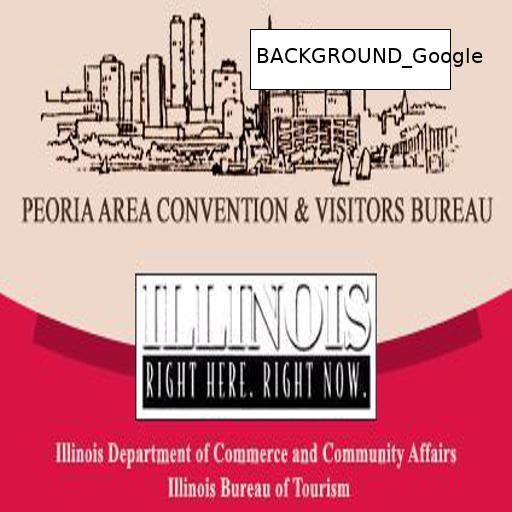 BACKGROUND_Google
PEORIA AREA CONVENTION & VISITORS BUREAU
ILLINOIS
RIGHT HERE. RIGHT NOW.
Illinois Department of Commerce and Community Affairs
Illinois Bureau of Tourism